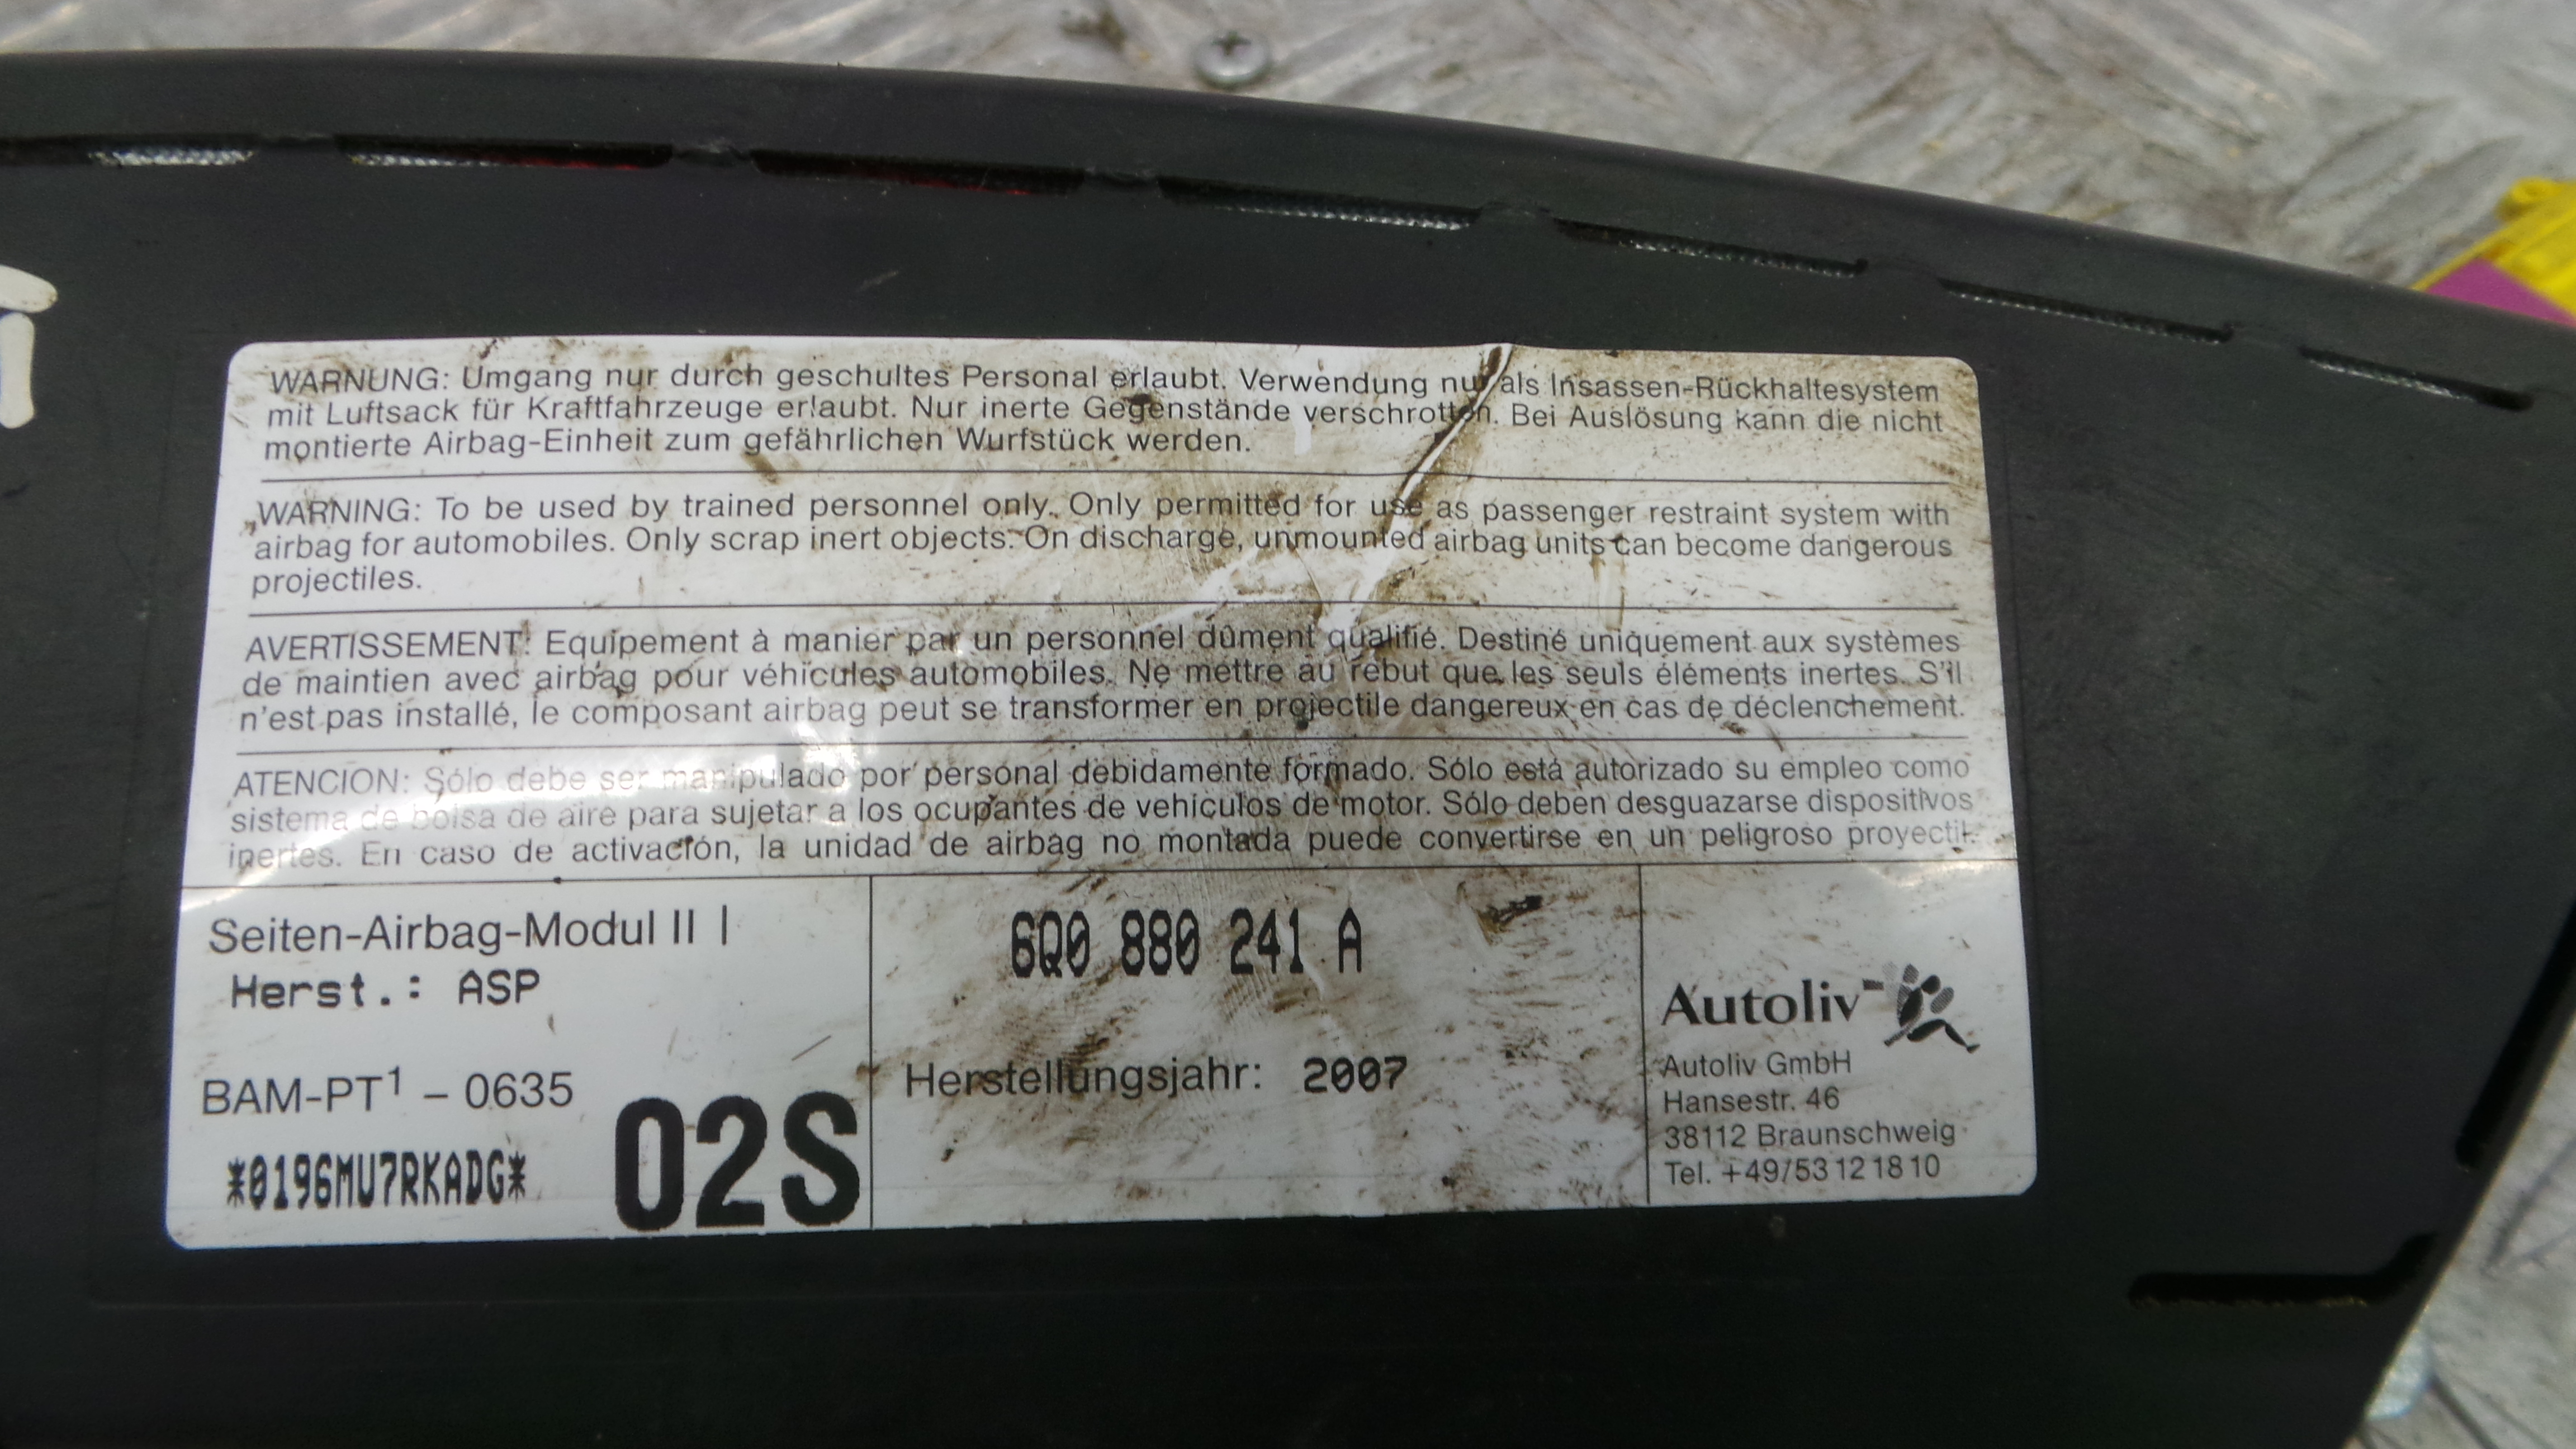 WARNUNG: Umgang nur durch geschultes Personal erlaubt. Verwendung nur als Insassen-Rückhaltesystem
mit Luftsack für Kraftfahrzeuge erlaubt. Nur inerte Gegenstände verschrotten. Bei Auslösung kann die nicht
montierte Airbag-Einheit zum gefährlichen Wurfstück werden.
WARNING: To be used by trained personnel only. Only permitted for use as passenger restraint system with
airbag for automobiles. Only scrap inert objects. On discharge, unmounted airbag units can become dangerous
projectiles.
AVERTISSEMENT: Equipement à manier par un personnel dûment qualifié. Destiné uniquement aux systèmes
de maintien avec airbag pour véhicules automobiles. Ne mettre au rebut que les seuls éléments inertes. S'il
n'est pas installé, le composant airbag peut se transformer en projectile dangereux en cas de déclenchement.
ATENCION: Sólo debe ser manipulado por personal debidamente formado. Sólo está autorizado su empleo como
sistema de bolsa de aire para sujetar a los ocupantes de vehículos de motor. Sólo deben desguazarse dispositivos
inertes. En caso de activación, la unidad de airbag no montada puede convertirse en un peligroso proyectil.
Seiten-Airbag-Modul II I
Herst.: ASP
BAM-PT1 – 0635
*0196MU7RKADG*
02S
6Q0 880 241 A
Herstellungsjahr: 2007
Autoliv
Autoliv GmbH
Hansestr. 46
38112 Braunschweig
Tel. +49/53121810